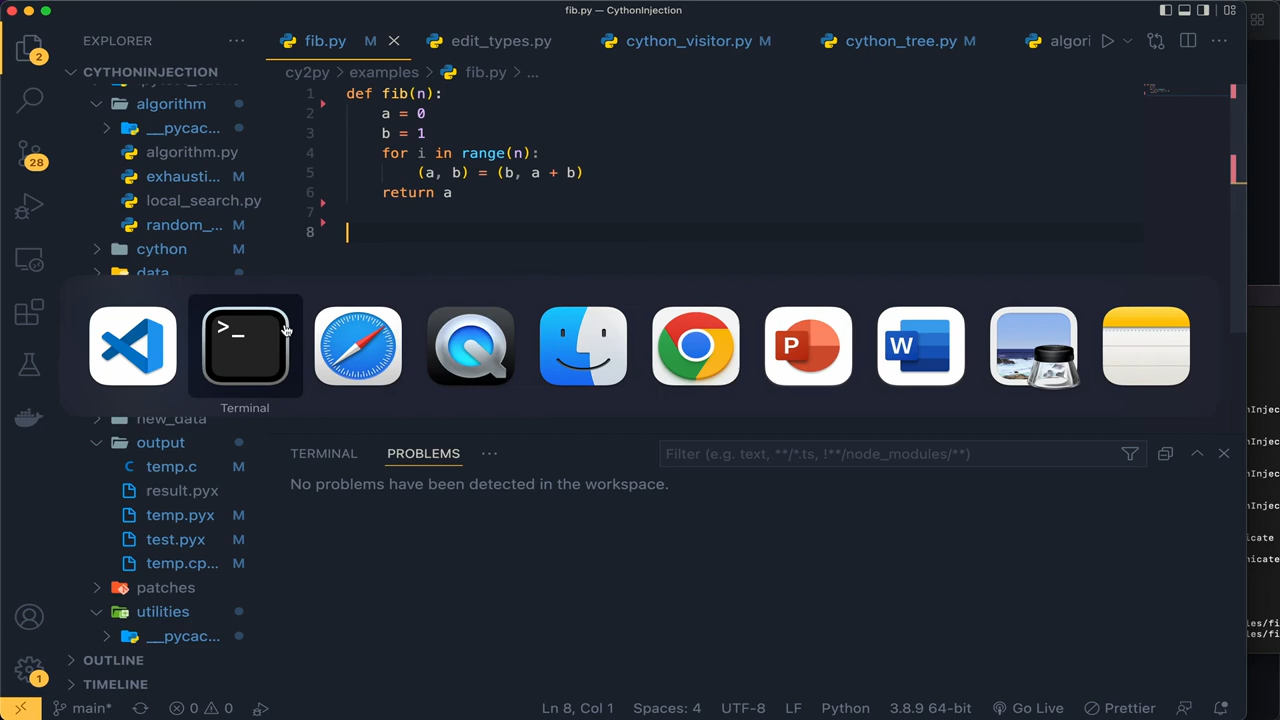 fib.py — CythonInjection
EXPLORER
fib.py M
edit_types.py
cython_visitor.py M
cython_tree.py M
algori
2
CYTHONINJECTION
cy2py > examples > fib.py > ...
algorithm
__pycac...
algorithm.py
exhausti... M
local_search.py
random_... M
cython M
data
28
1 def fib(n):
2 a = 0
3 b = 1
4 for i in range(n):
5 (a, b) = (b, a + b)
6 return a
7
8
>_
P
W
Terminal
new_data
output
temp.c M
result.pyx
temp.pyx M
test.pyx M
temp.cp... M
patches
utilities
__pycac... M
TERMINAL
PROBLEMS
Filter (e.g. text, **/*.ts, !**/node_modules/**)
No problems have been detected in the workspace.
OUTLINE
TIMELINE
1
main*
0
0
Ln 8, Col 1
Spaces: 4
UTF-8
LF
Python
3.8.9 64-bit
Go Live
Prettier